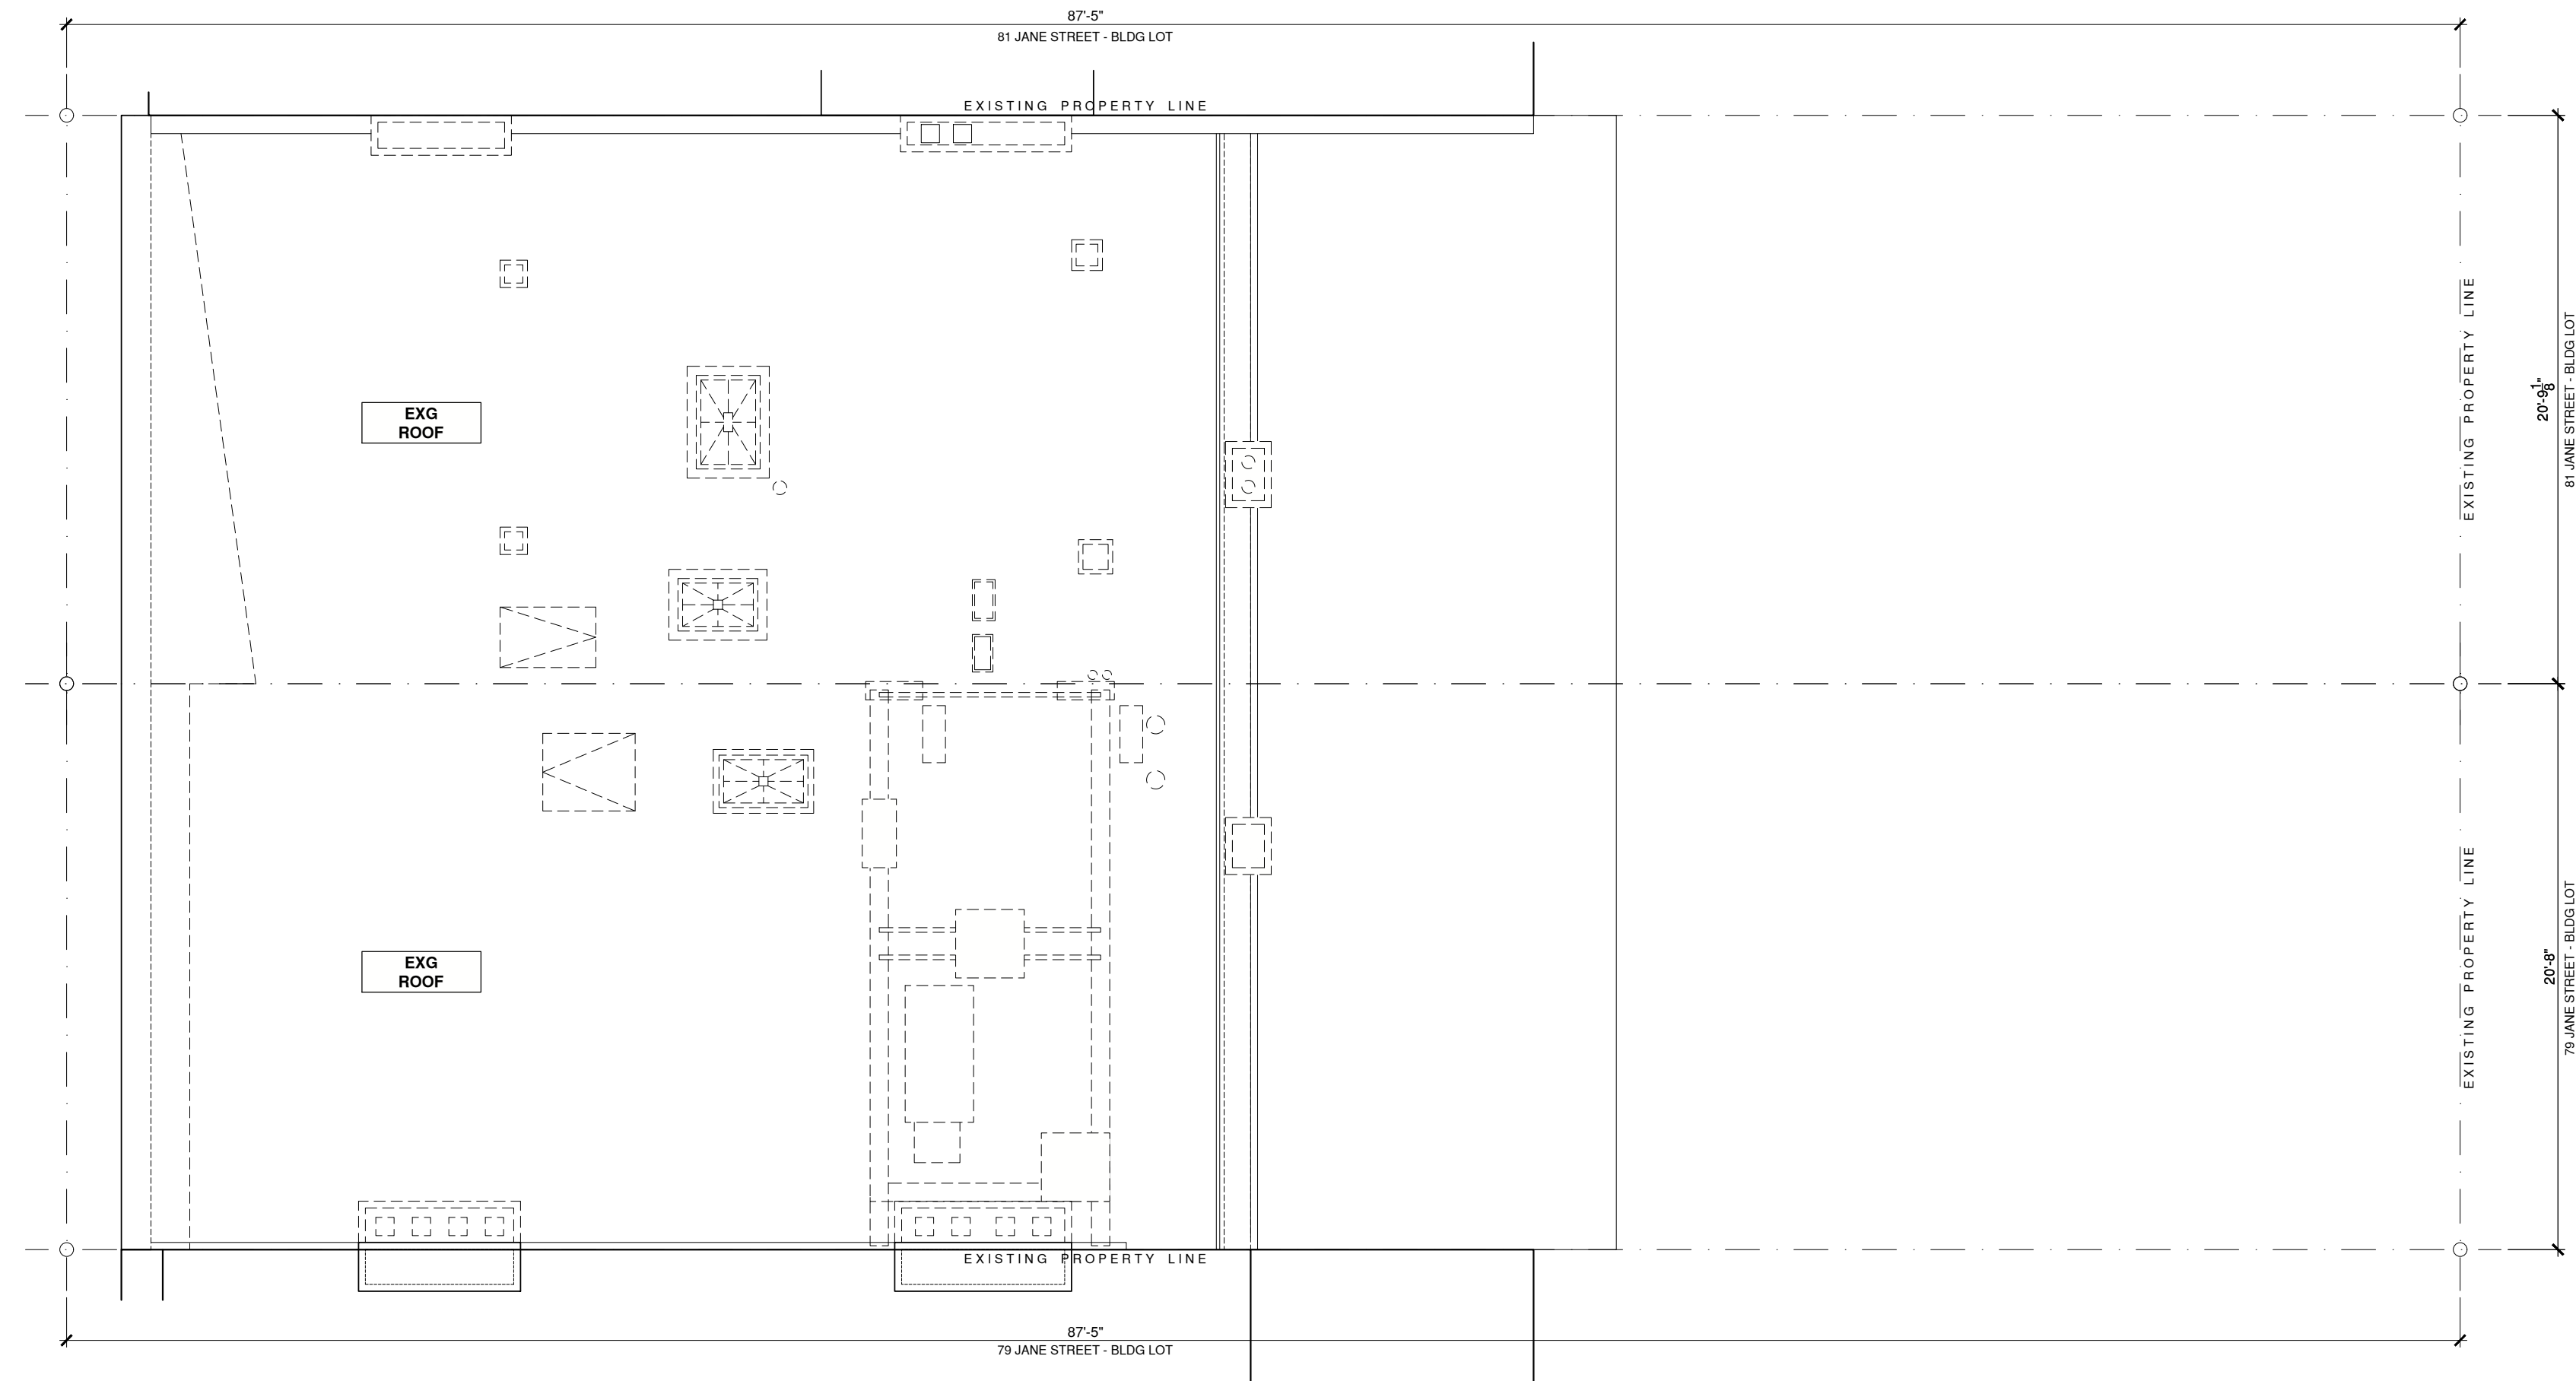 87'-5"
81 JANE STREET - BLDG LOT
EXISTING PROPERTY LINE
EXISTING PROPERTY LINE
20'-9 1/8"
81 JANE STREET - BLDG LOT
EXG
ROOF
EXISTING PROPERTY LINE
20'-8"
79 JANE STREET - BLDG LOT
EXG
ROOF
EXISTING PROPERTY LINE
87'-5"
79 JANE STREET - BLDG LOT